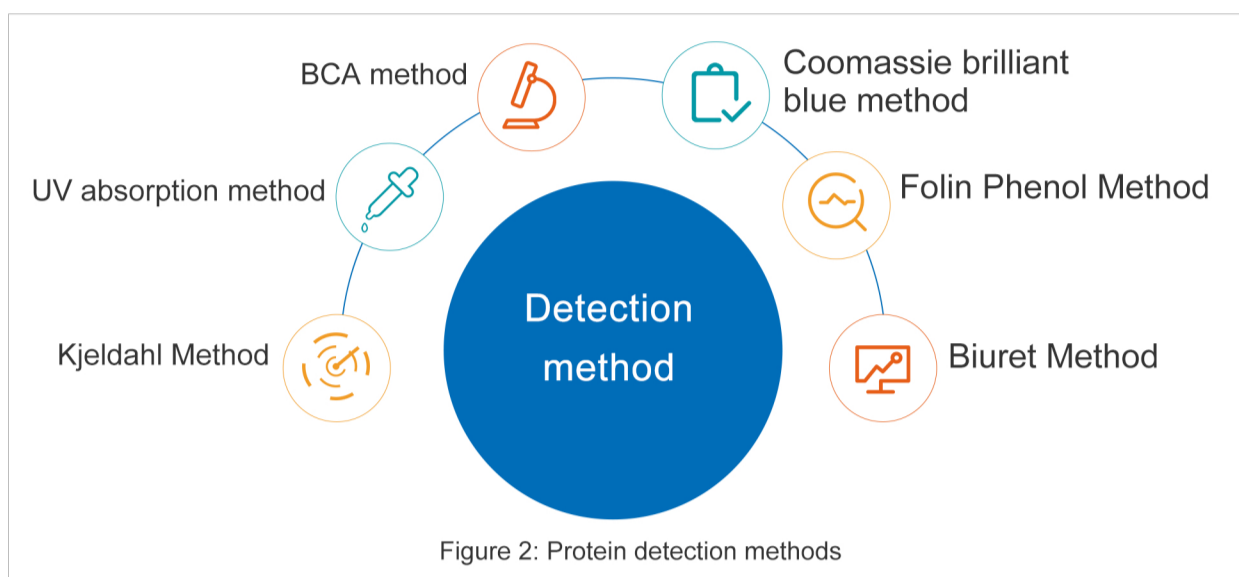 BCA method
Coomassie brilliant
blue method
UV absorption method
Folin Phenol Method
Detection
method
Kjeldahl Method
Biuret Method
Figure 2: Protein detection methods